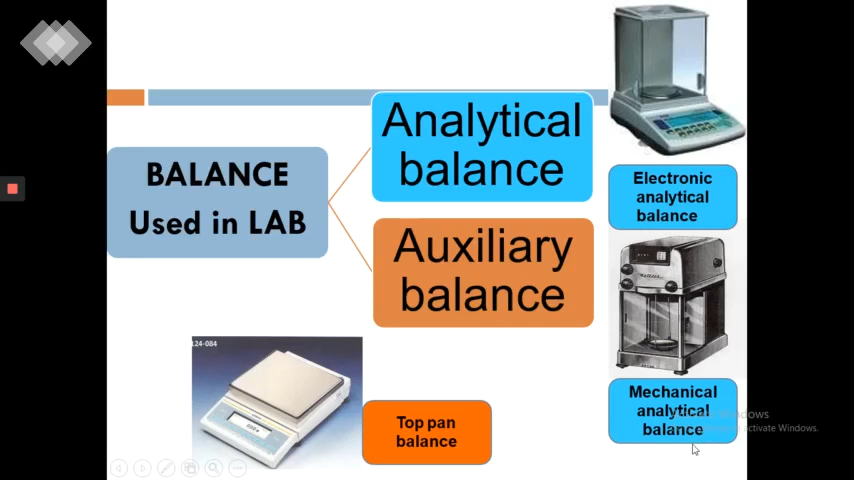 BALANCE
Used in LAB
Analytical
balance
Auxiliary
balance
Electronic
analytical
balance
Mechanical
analytical
balance
Top pan
balance
124-084